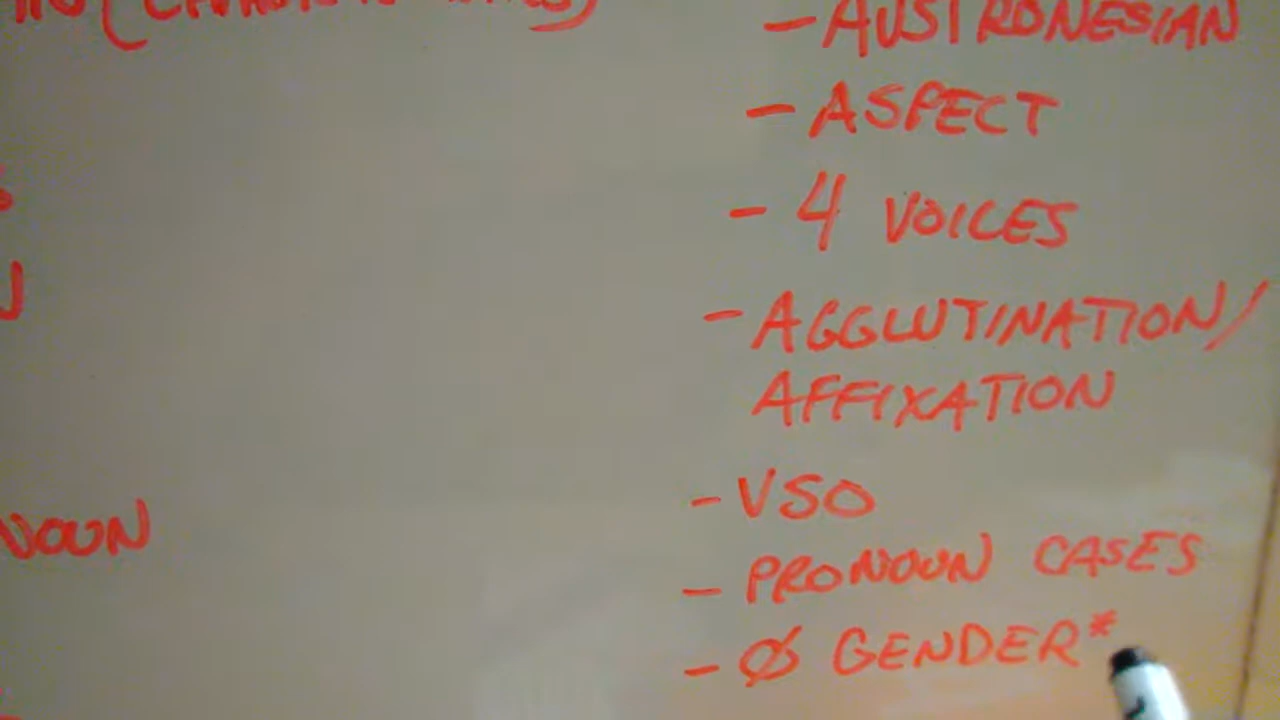 - AUSTRONESIAN
- ASPECT
- 4 VOICES
- AGGLUTINATION/
AFFIXATION
NOUN
- VSO
- PRONOUN CASES
- Ø GENDER*